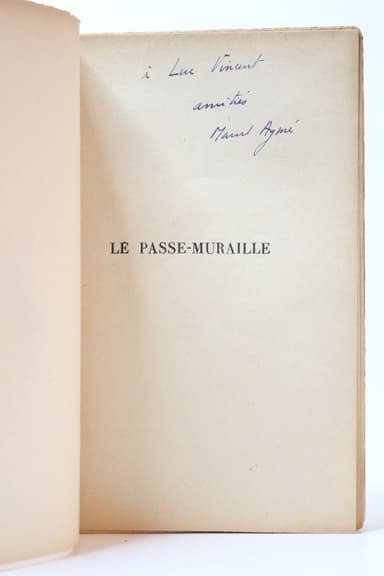 à Luc Vincent
amitiés
Marcel Aymé
LE PASSE-MURAILLE